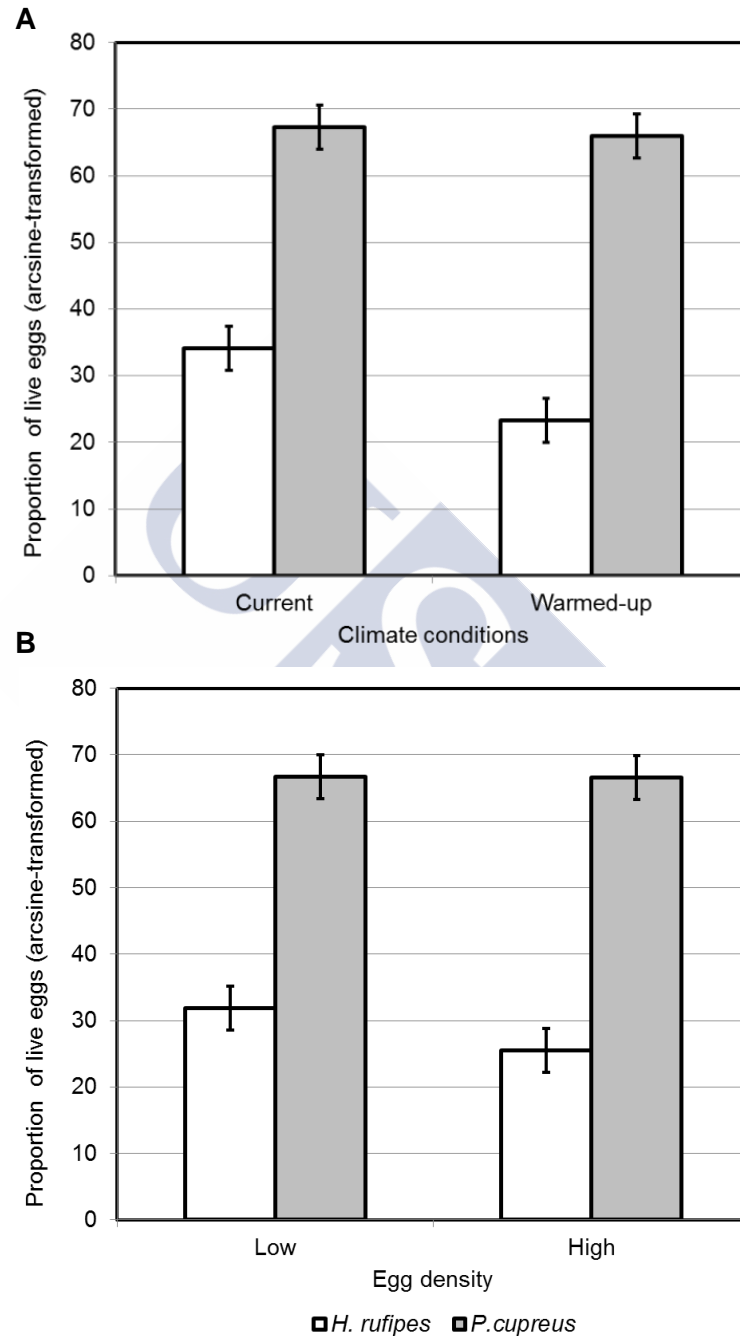 A
80
70
60
50
40
30
20
10
0
Proportion of live eggs (arcsine-transformed)
Current Warmed-up
Climate conditions
B
80
70
60
50
40
30
20
10
0
Proportion of live eggs (arcsine-transformed)
Low High
Egg density
H. rufipes P.cupreus